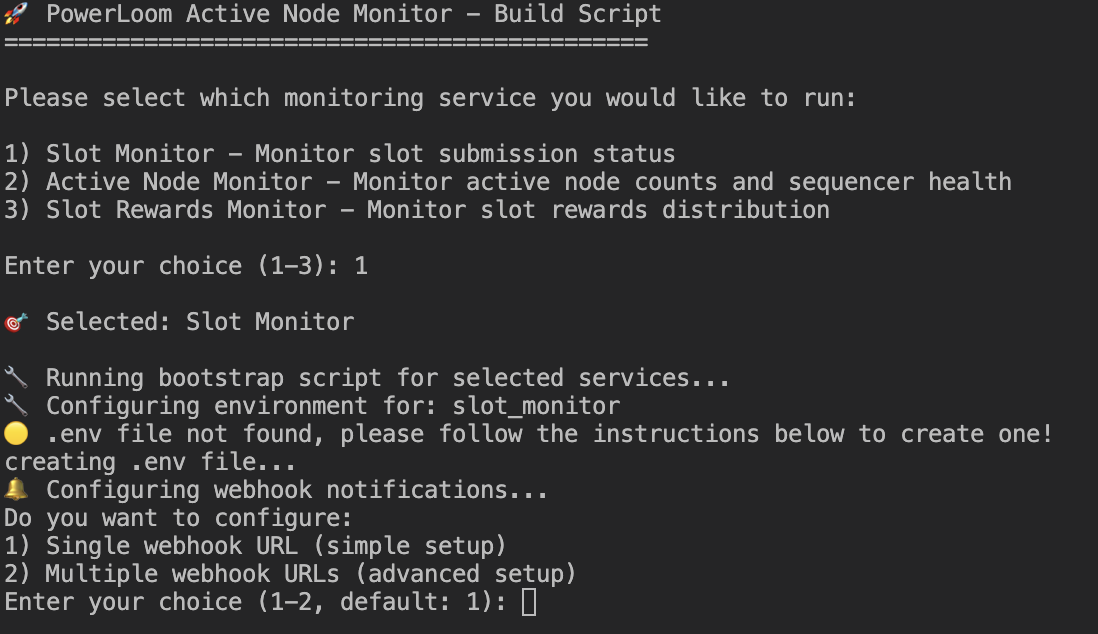 🚀 PowerLoom Active Node Monitor - Build Script
==============================================
Please select which monitoring service you would like to run:
1) Slot Monitor - Monitor slot submission status
2) Active Node Monitor - Monitor active node counts and sequencer health
3) Slot Rewards Monitor - Monitor slot rewards distribution
Enter your choice (1-3): 1
🎯 Selected: Slot Monitor
🔧 Running bootstrap script for selected services...
🔧 Configuring environment for: slot_monitor
🟡 .env file not found, please follow the instructions below to create one!
creating .env file...
🔔 Configuring webhook notifications...
Do you want to configure:
1) Single webhook URL (simple setup)
2) Multiple webhook URLs (advanced setup)
Enter your choice (1-2, default: 1):